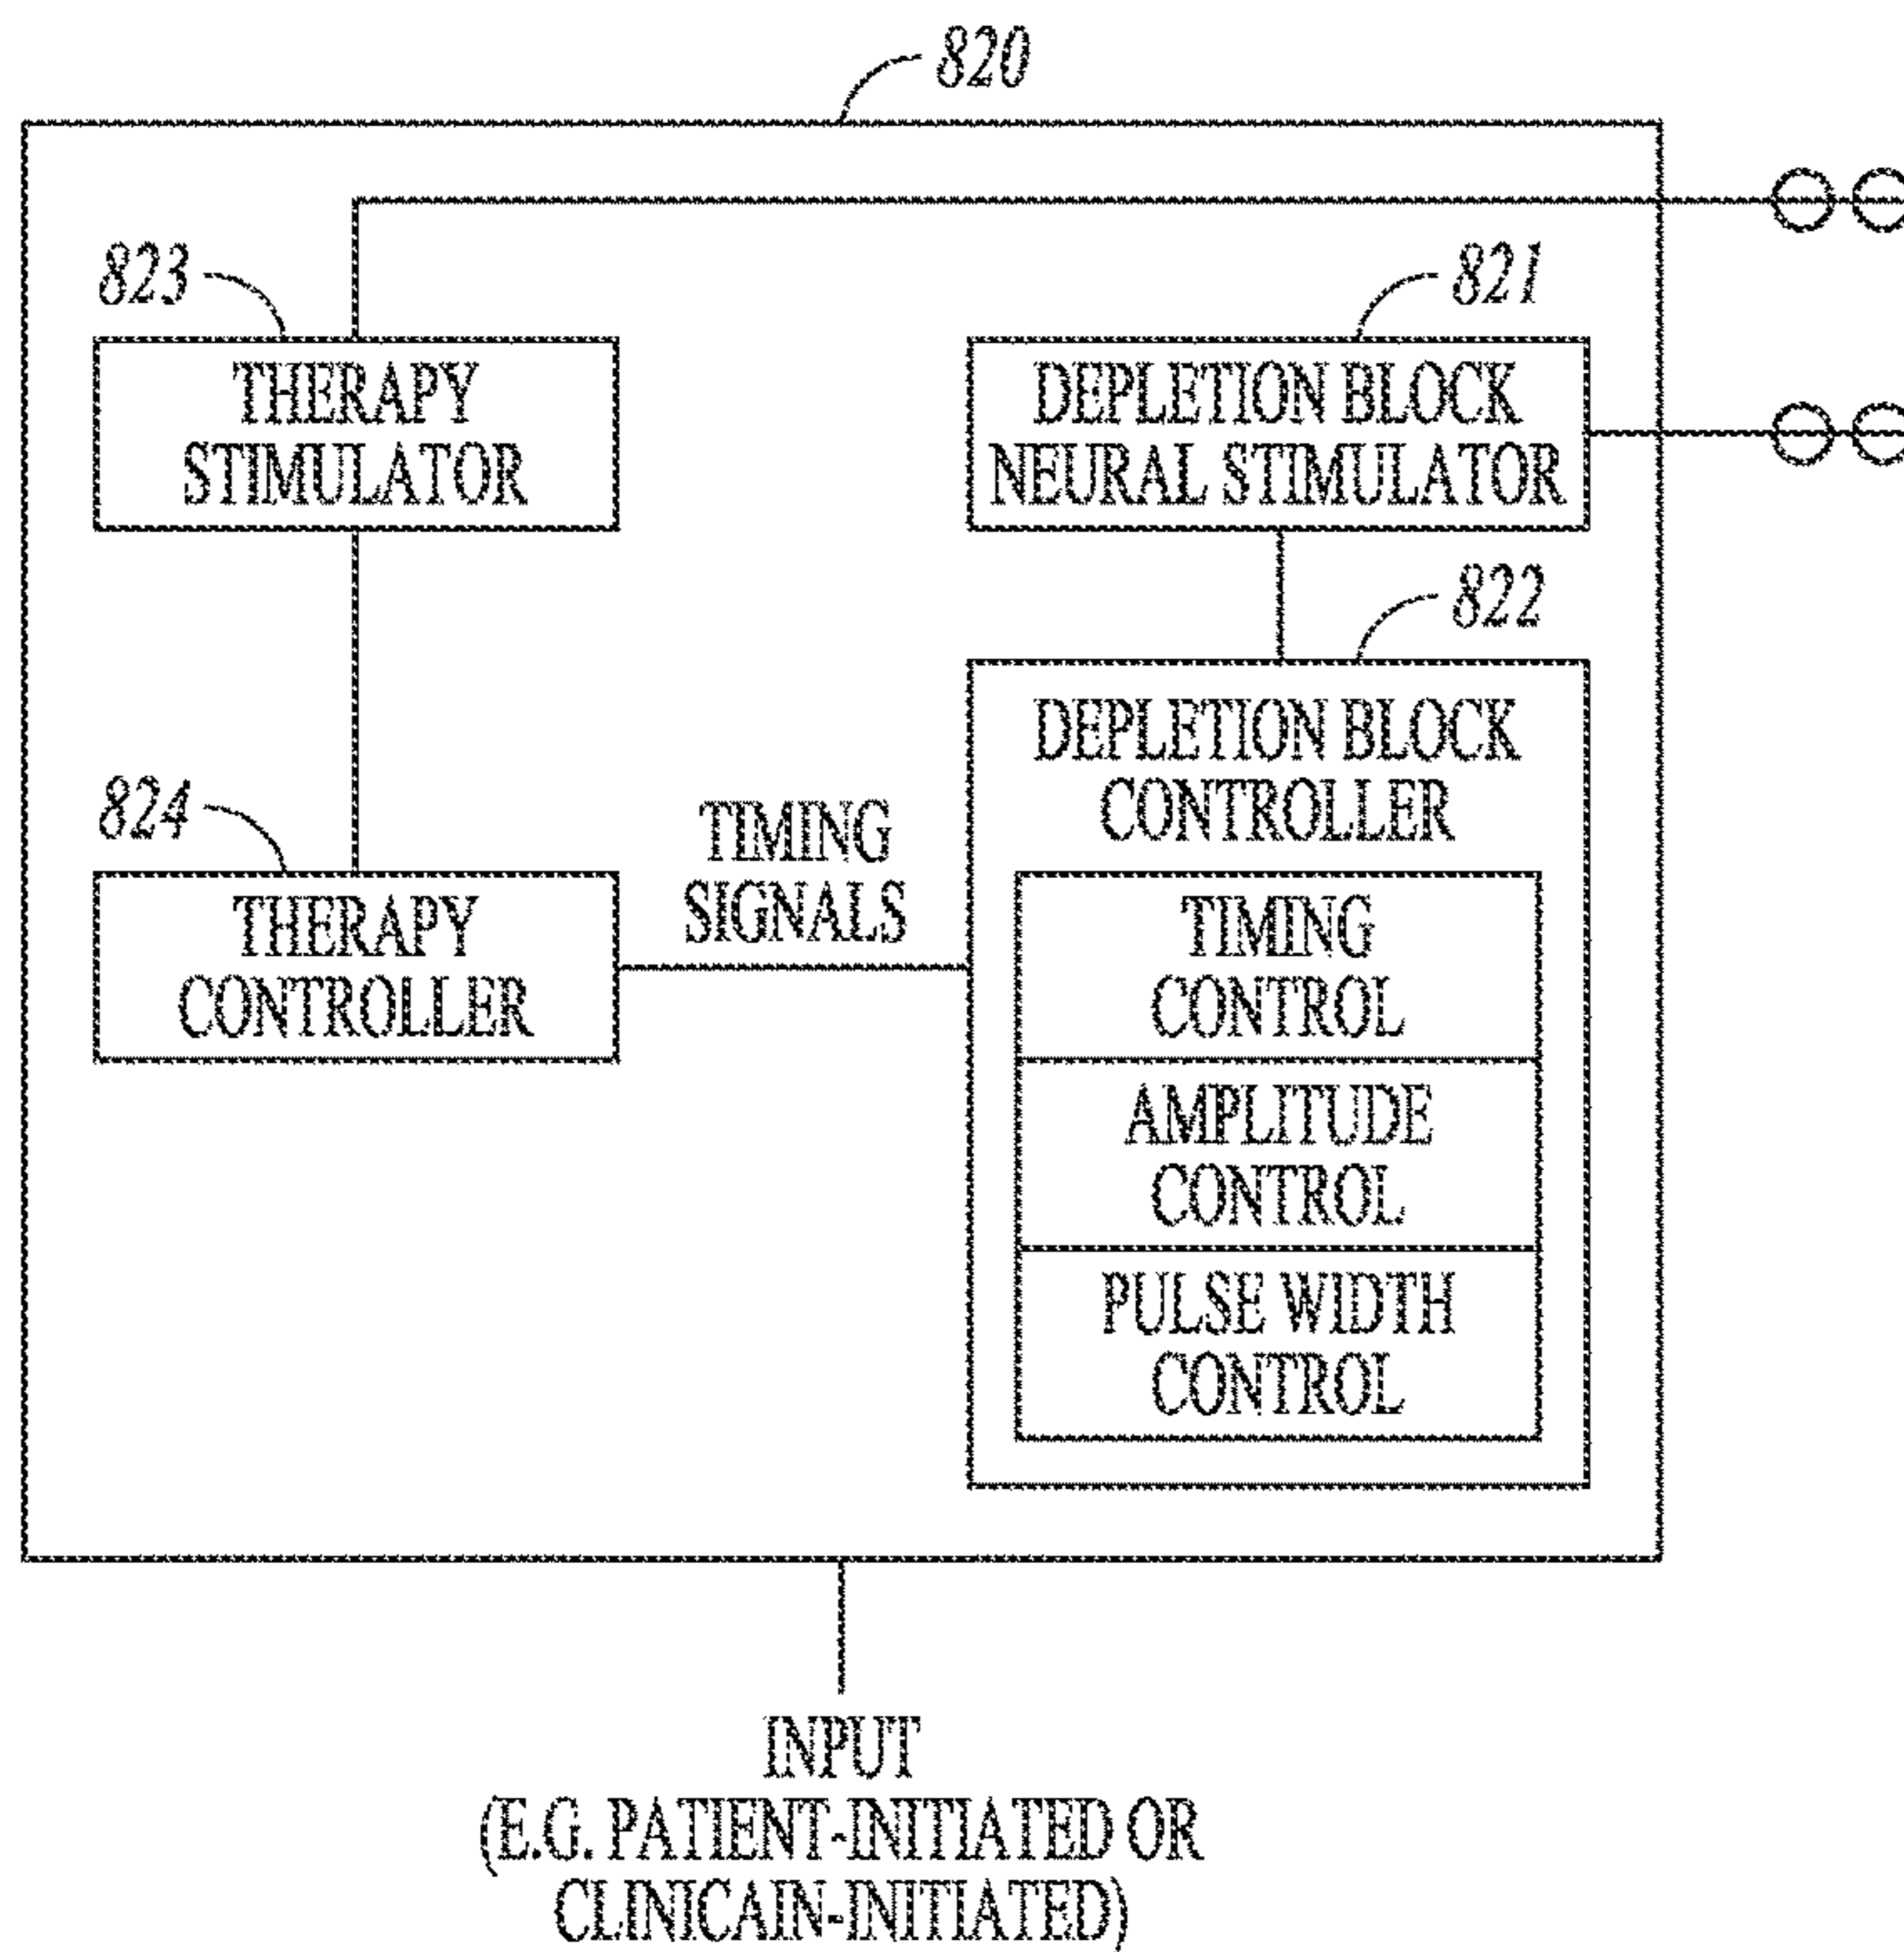 820
823
THERAPY
STIMULATOR
821
DEPLETION BLOCK
NEURAL STIMULATOR
822
DEPLETION BLOCK
CONTROLLER
824
THERAPY
CONTROLLER
TIMING
SIGNALS
TIMING
CONTROL
AMPLITUDE
CONTROL
PULSE WIDTH
CONTROL
INPUT
(E.G. PATIENT-INITIATED OR
CLINICAIN-INITIATED)